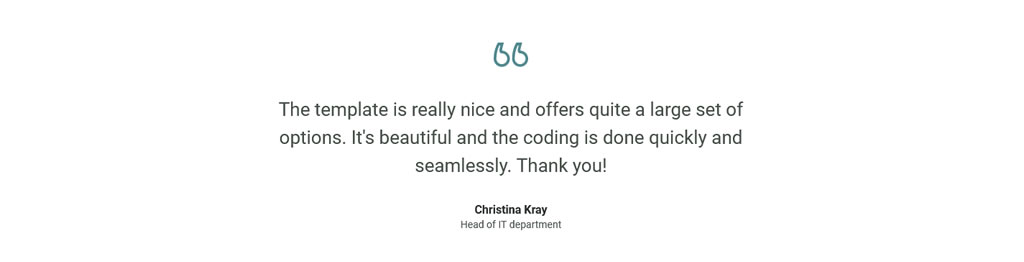 The template is really nice and offers quite a large set of
options. It's beautiful and the coding is done quickly and
seamlessly. Thank you!
Christina Kray
Head of IT department